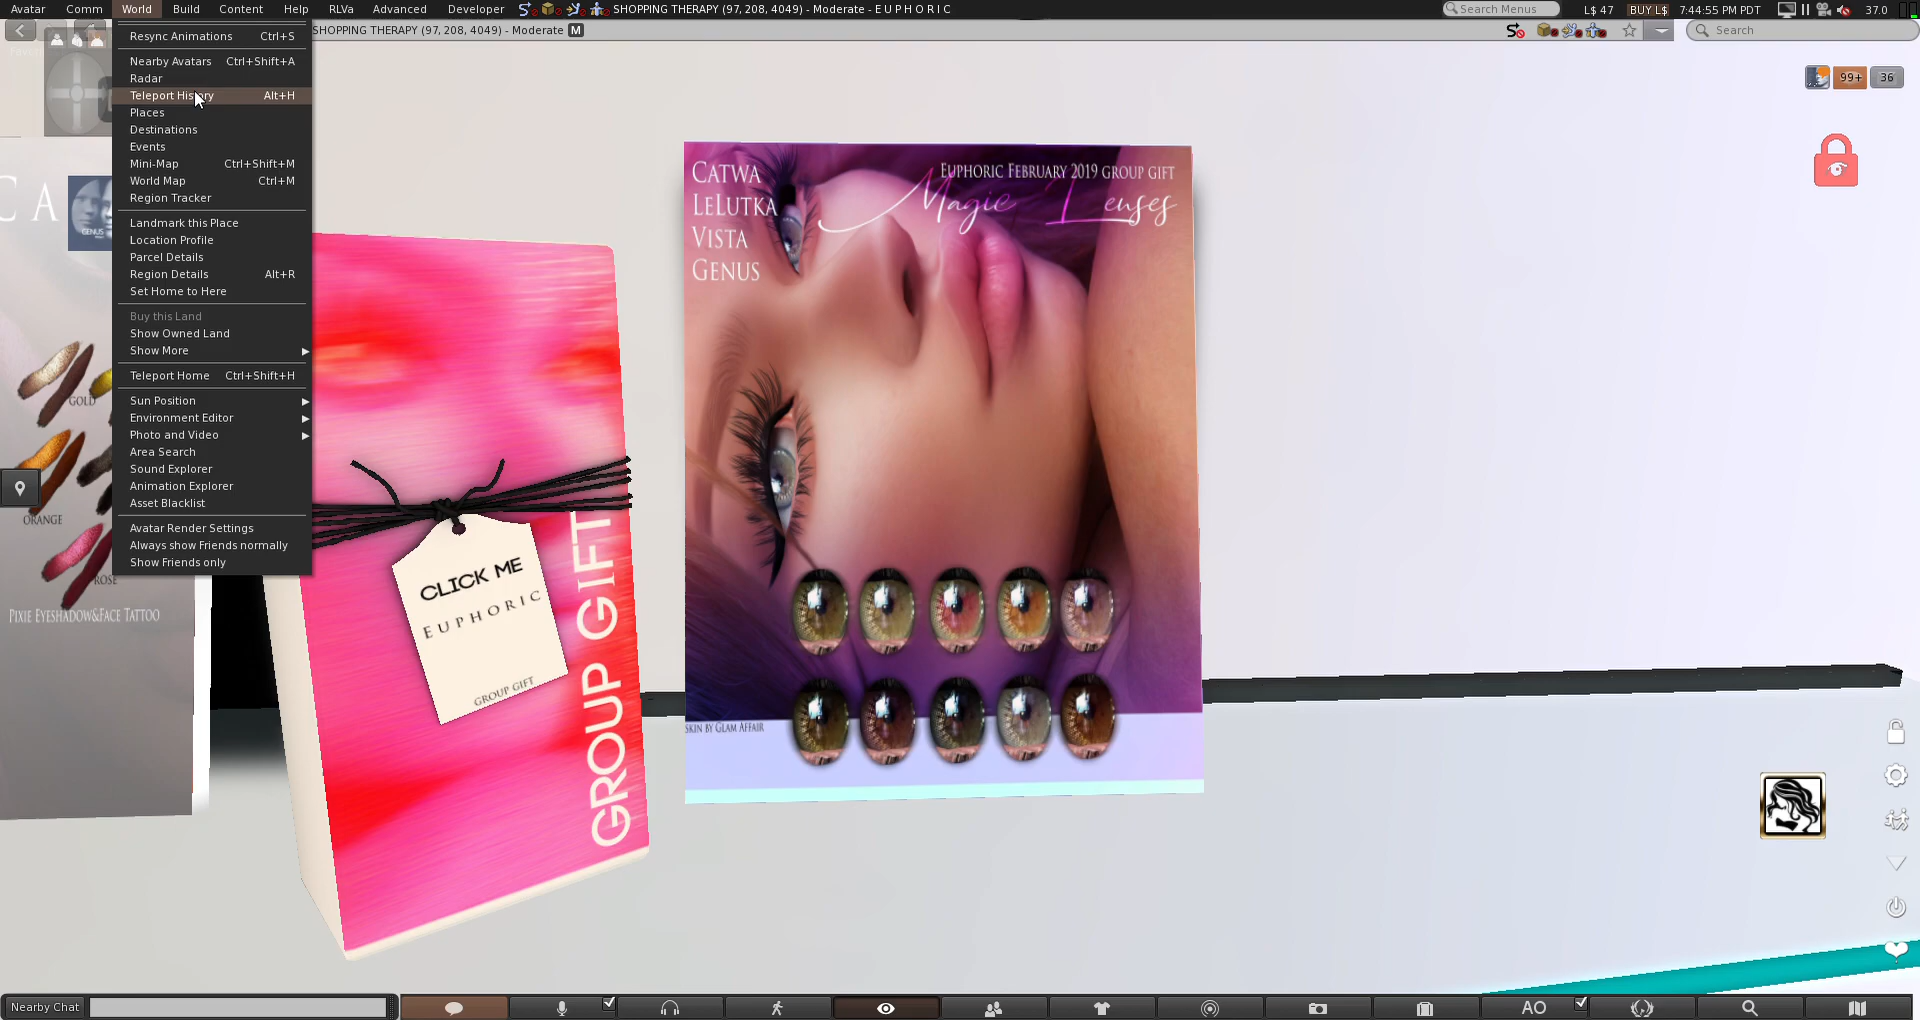 Avatar Comm World Build Content Help RLVa Advanced Developer SHOPPING THERAPY (97, 208, 4049) - Moderate - E U P H O R I C Search Menus L$ 47 BUY L$ 7:44:55 PM PDT 37.0
SHOPPING THERAPY (97, 208, 4049) - Moderate M Search
99+ 36
Resync Animations Ctrl+S
Nearby Avatars Ctrl+Shift+A
Radar
Teleport History Alt+H
Places
Destinations
Events
Mini-Map Ctrl+Shift+M
World Map Ctrl+M
Region Tracker
Landmark this Place
Location Profile
Parcel Details
Region Details Alt+R
Set Home to Here
Buy this Land
Show Owned Land
Show More
Teleport Home Ctrl+Shift+H
Sun Position
Environment Editor
Photo and Video
Area Search
Sound Explorer
Animation Explorer
Asset Blacklist
Avatar Render Settings
Always show Friends normally
Show Friends only
C A
GENUS
GOLD
ORANGE
ROSE
PIXIE EYESHADOW&FACE TATTOO
CLICK ME
EUPHORIC
GROUP GIFT
GROUP GIFT
CATWA
LELUTKA
VISTA
GENUS
EUPHORIC FEBRUARY 2019 GROUP GIFT
Magic Lenses
SKIN BY GLAM AFFAIR
Nearby Chat
AO